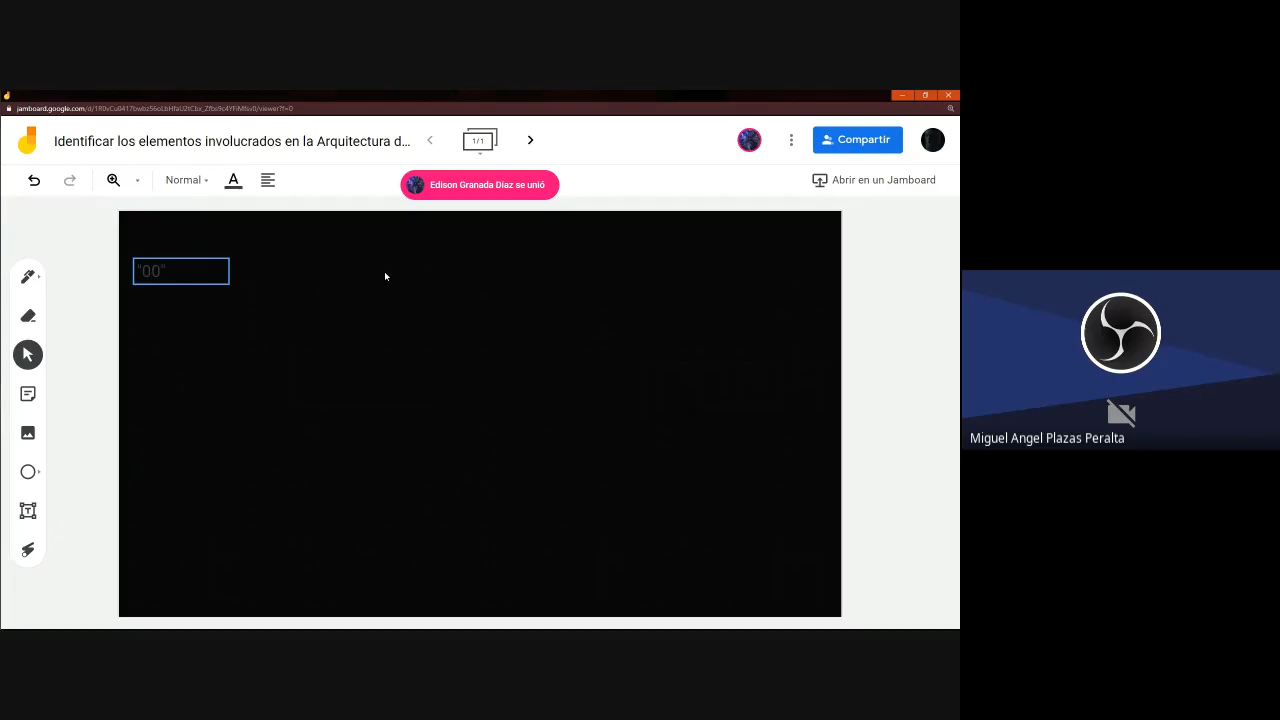 Identificar los elementos involucrados en la Arquitectura d...
1/1
Compartir
Normal
A
Edison Granada Díaz se unió
Abrir en un Jamboard
"00"
Miguel Angel Plazas Peralta